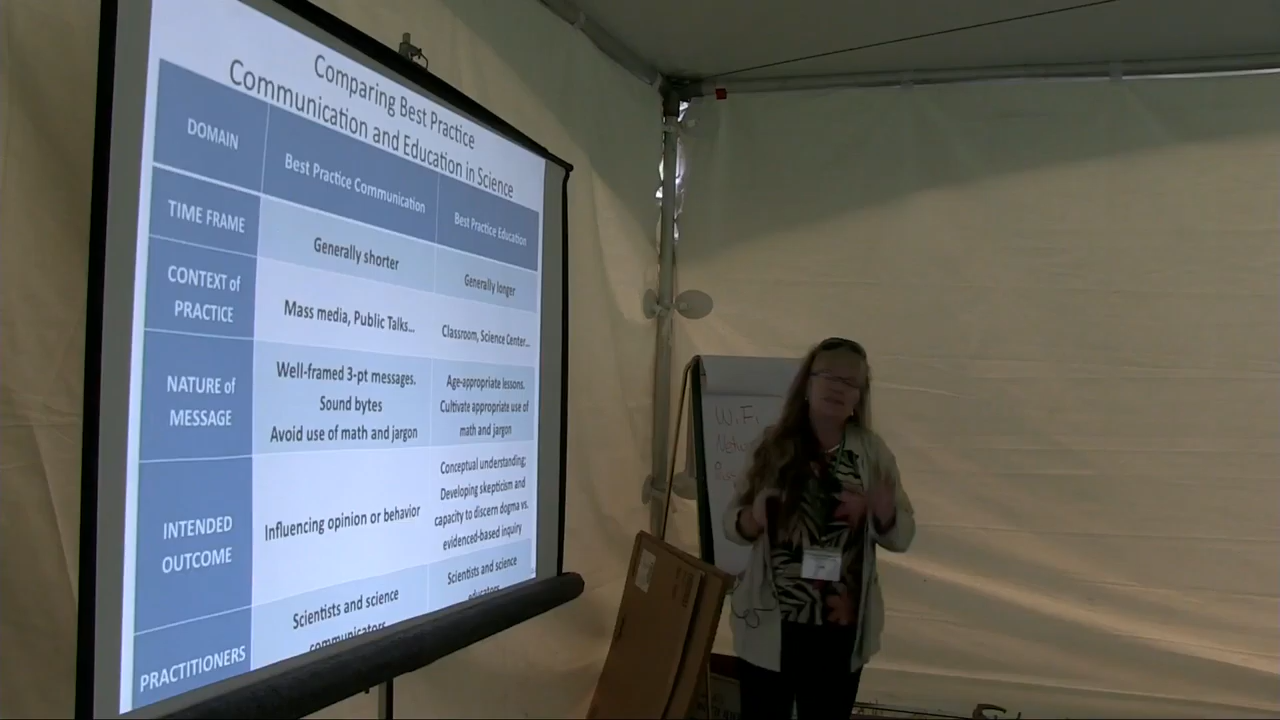 Comparing Best Practice
Communication and Education in Science
DOMAIN
Best Practice Communication
Best Practice Education
TIME FRAME
Generally shorter
Generally longer
CONTEXT of
PRACTICE
Mass media, Public Talks...
Classroom, Science Center...
NATURE of
MESSAGE
Well-framed 3-pt messages.
Sound bytes
Avoid use of math and jargon
Age-appropriate lessons.
Cultivate appropriate use of
math and jargon
INTENDED
OUTCOME
Influencing opinion or behavior
Conceptual understanding;
Developing skepticism and
capacity to discern dogma vs.
evidenced-based inquiry
PRACTITIONERS
Scientists and science
communicators
Scientists and science
educators
WiFi